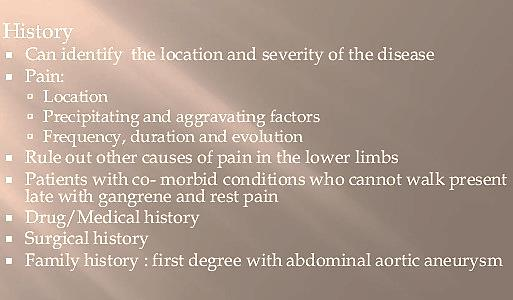 History
▪ Can identify the location and severity of the disease
▪ Pain:
▫ Location
▫ Precipitating and aggravating factors
▫ Frequency, duration and evolution
▪ Rule out other causes of pain in the lower limbs
▪ Patients with co- morbid conditions who cannot walk present
late with gangrene and rest pain
▪ Drug/Medical history
▪ Surgical history
▪ Family history : first degree with abdominal aortic aneurysm